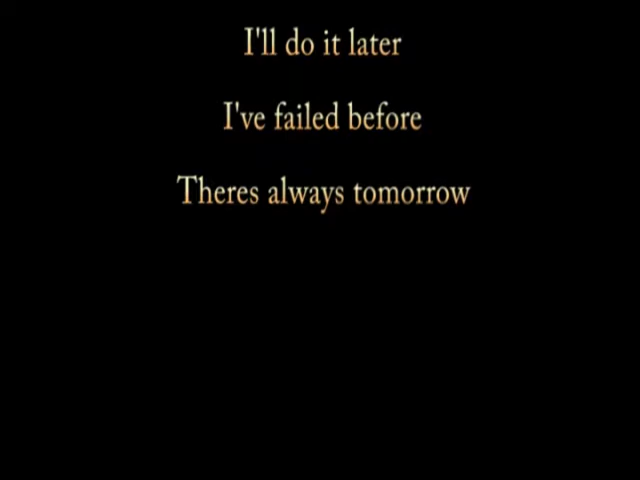 I'll do it later
I've failed before
Theres always tomorrow